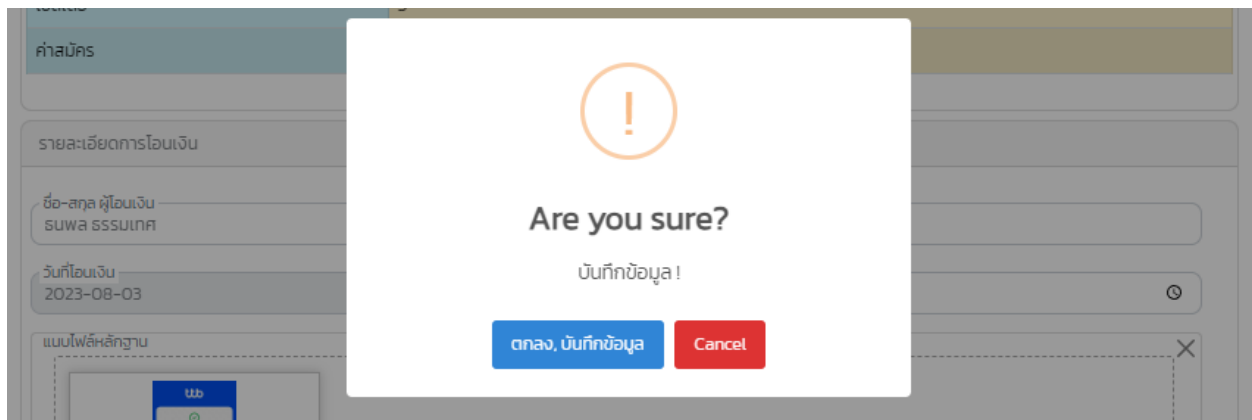 ค่าสมัคร
!
รายละเอียดการโอนเงิน
ชื่อ-สกุล ผู้โอนเงิน
ธนพล ธรรมเทศ
Are you sure?
วันที่โอนเงิน
2023-08-03
บันทึกข้อมูล !
แนบไฟล์หลักฐาน
ตกลง, บันทึกข้อมูล
Cancel